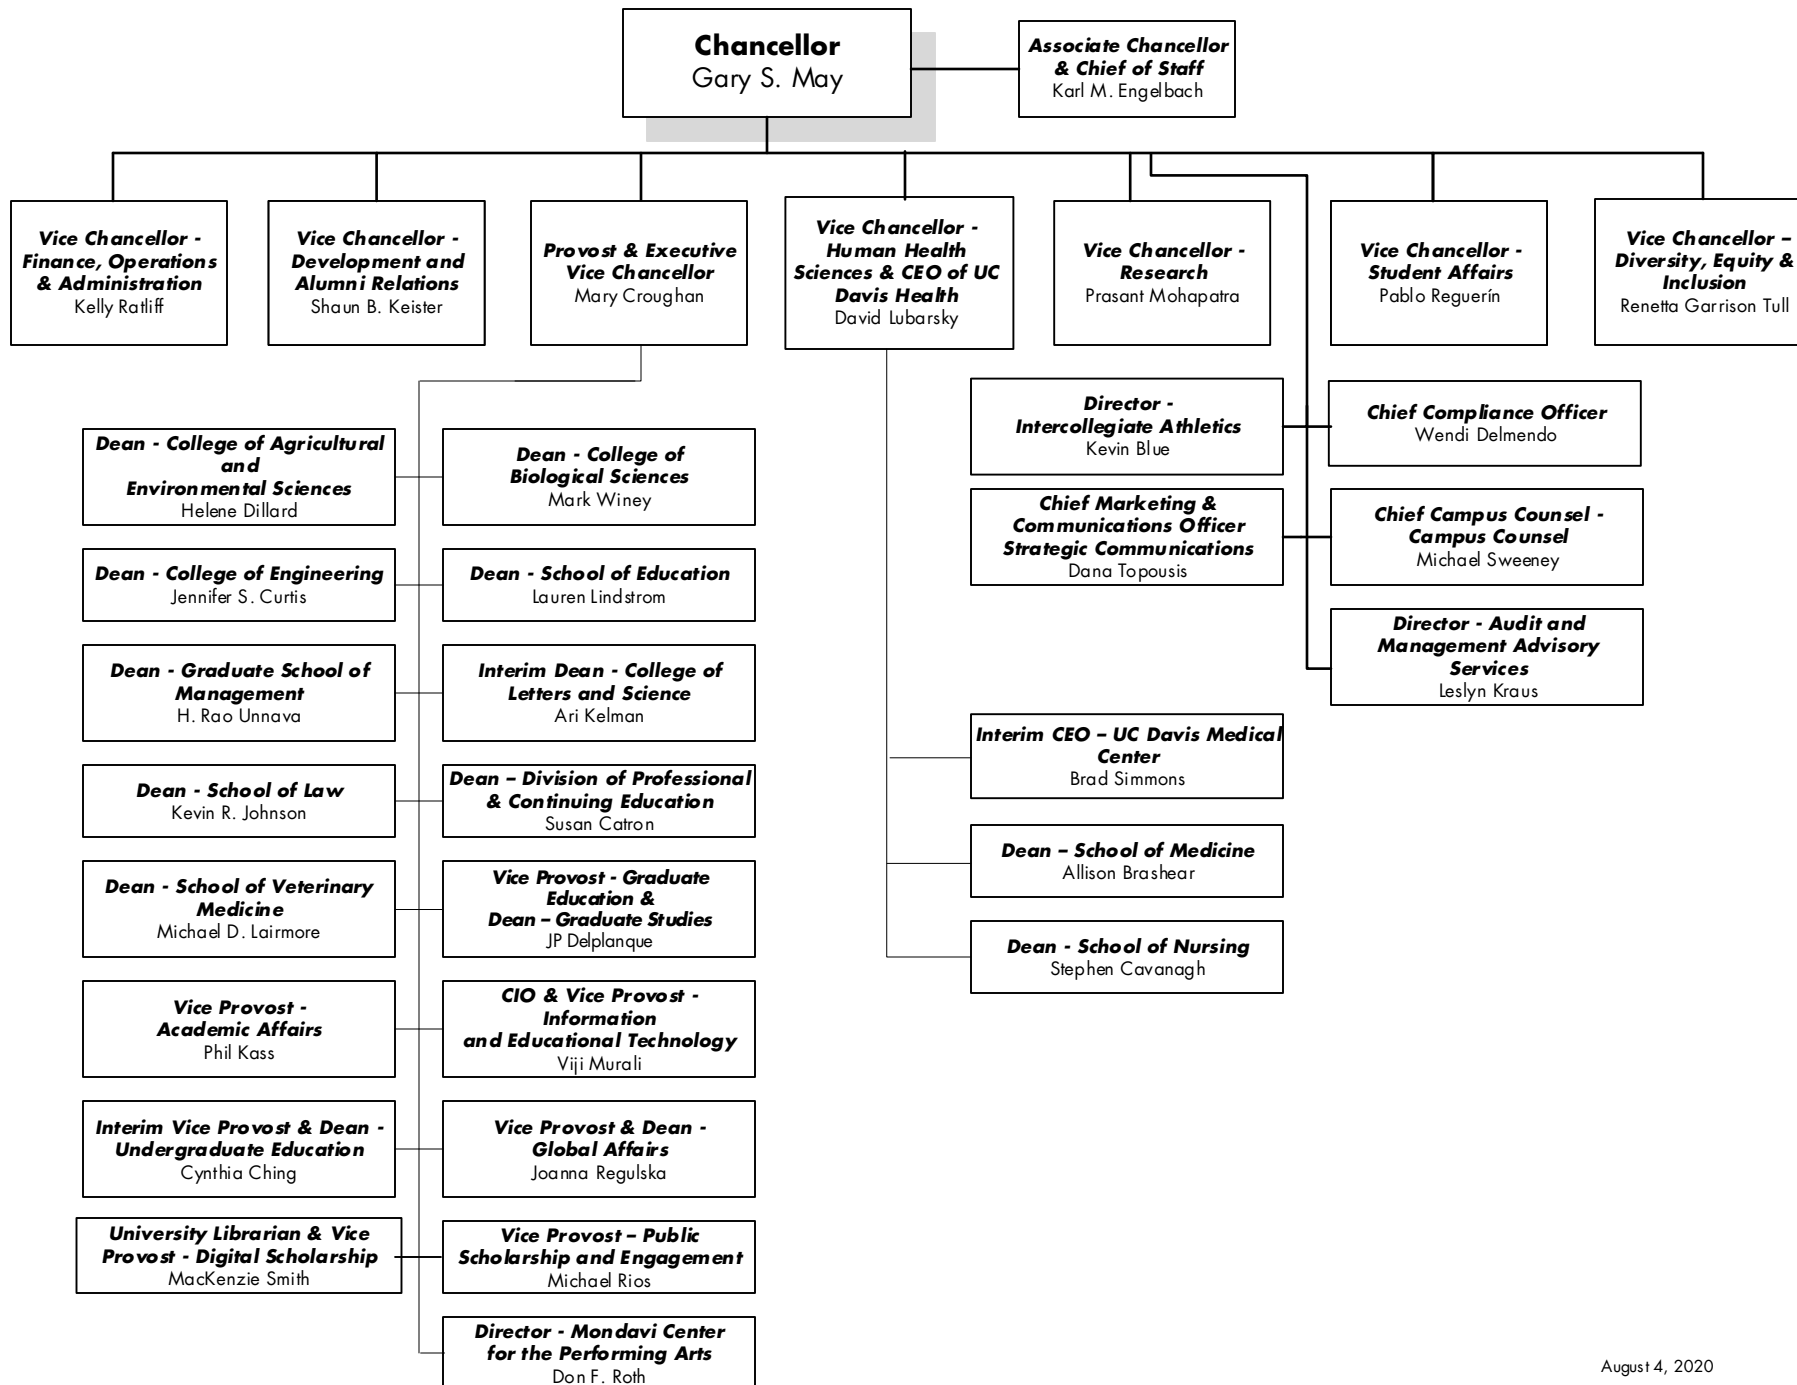 Chancellor
Gary S. May
Associate Chancellor
& Chief of Staff
Karl M. Engelbach
Vice Chancellor -
Finance, Operations
& Administration
Kelly Ratliff
Vice Chancellor -
Development and
Alumni Relations
Shaun B. Keister
Provost & Executive
Vice Chancellor
Mary Croughan
Vice Chancellor -
Human Health
Sciences & CEO of UC
Davis Health
David Lubarsky
Vice Chancellor -
Research
Prasant Mohapatra
Vice Chancellor -
Student Affairs
Pablo Reguerín
Vice Chancellor –
Diversity, Equity &
Inclusion
Renetta Garrison Tull
Dean - College of Agricultural
and
Environmental Sciences
Helene Dillard
Dean - College of
Biological Sciences
Mark Winey
Dean - College of Engineering
Jennifer S. Curtis
Dean - School of Education
Lauren Lindstrom
Dean - Graduate School of
Management
H. Rao Unnava
Interim Dean - College of
Letters and Science
Ari Kelman
Dean - School of Law
Kevin R. Johnson
Dean – Division of Professional
& Continuing Education
Susan Catron
Dean - School of Veterinary
Medicine
Michael D. Lairmore
Vice Provost - Graduate
Education &
Dean – Graduate Studies
JP Delplanque
Vice Provost -
Academic Affairs
Phil Kass
CIO & Vice Provost -
Information
and Educational Technology
Viji Murali
Interim Vice Provost & Dean -
Undergraduate Education
Cynthia Ching
Vice Provost & Dean -
Global Affairs
Joanna Regulska
University Librarian & Vice
Provost - Digital Scholarship
MacKenzie Smith
Vice Provost – Public
Scholarship and Engagement
Michael Rios
Director - Mondavi Center
for the Performing Arts
Don F. Roth
Director -
Intercollegiate Athletics
Kevin Blue
Chief Compliance Officer
Wendi Delmendo
Chief Marketing &
Communications Officer
Strategic Communications
Dana Topousis
Chief Campus Counsel -
Campus Counsel
Michael Sweeney
Director - Audit and
Management Advisory
Services
Leslyn Kraus
Interim CEO – UC Davis Medical
Center
Brad Simmons
Dean – School of Medicine
Allison Brashear
Dean - School of Nursing
Stephen Cavanagh
August 4, 2020